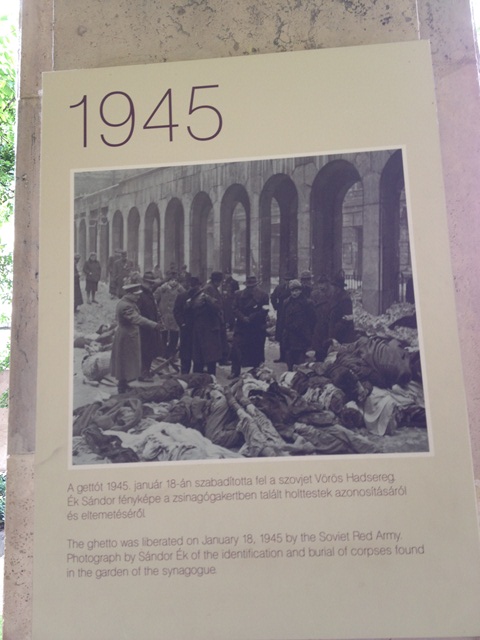 1945
A gettót 1945. január 18-án szabadította fel a szovjet Vörös Hadsereg.
Ék Sándor fényképe a zsinagógakertben talált holttestek azonosításáról
és eltemetéséről.
The ghetto was liberated on January 18, 1945 by the Soviet Red Army.
Photograph by Sándor Ék of the identification and burial of corpses found
in the garden of the synagogue.